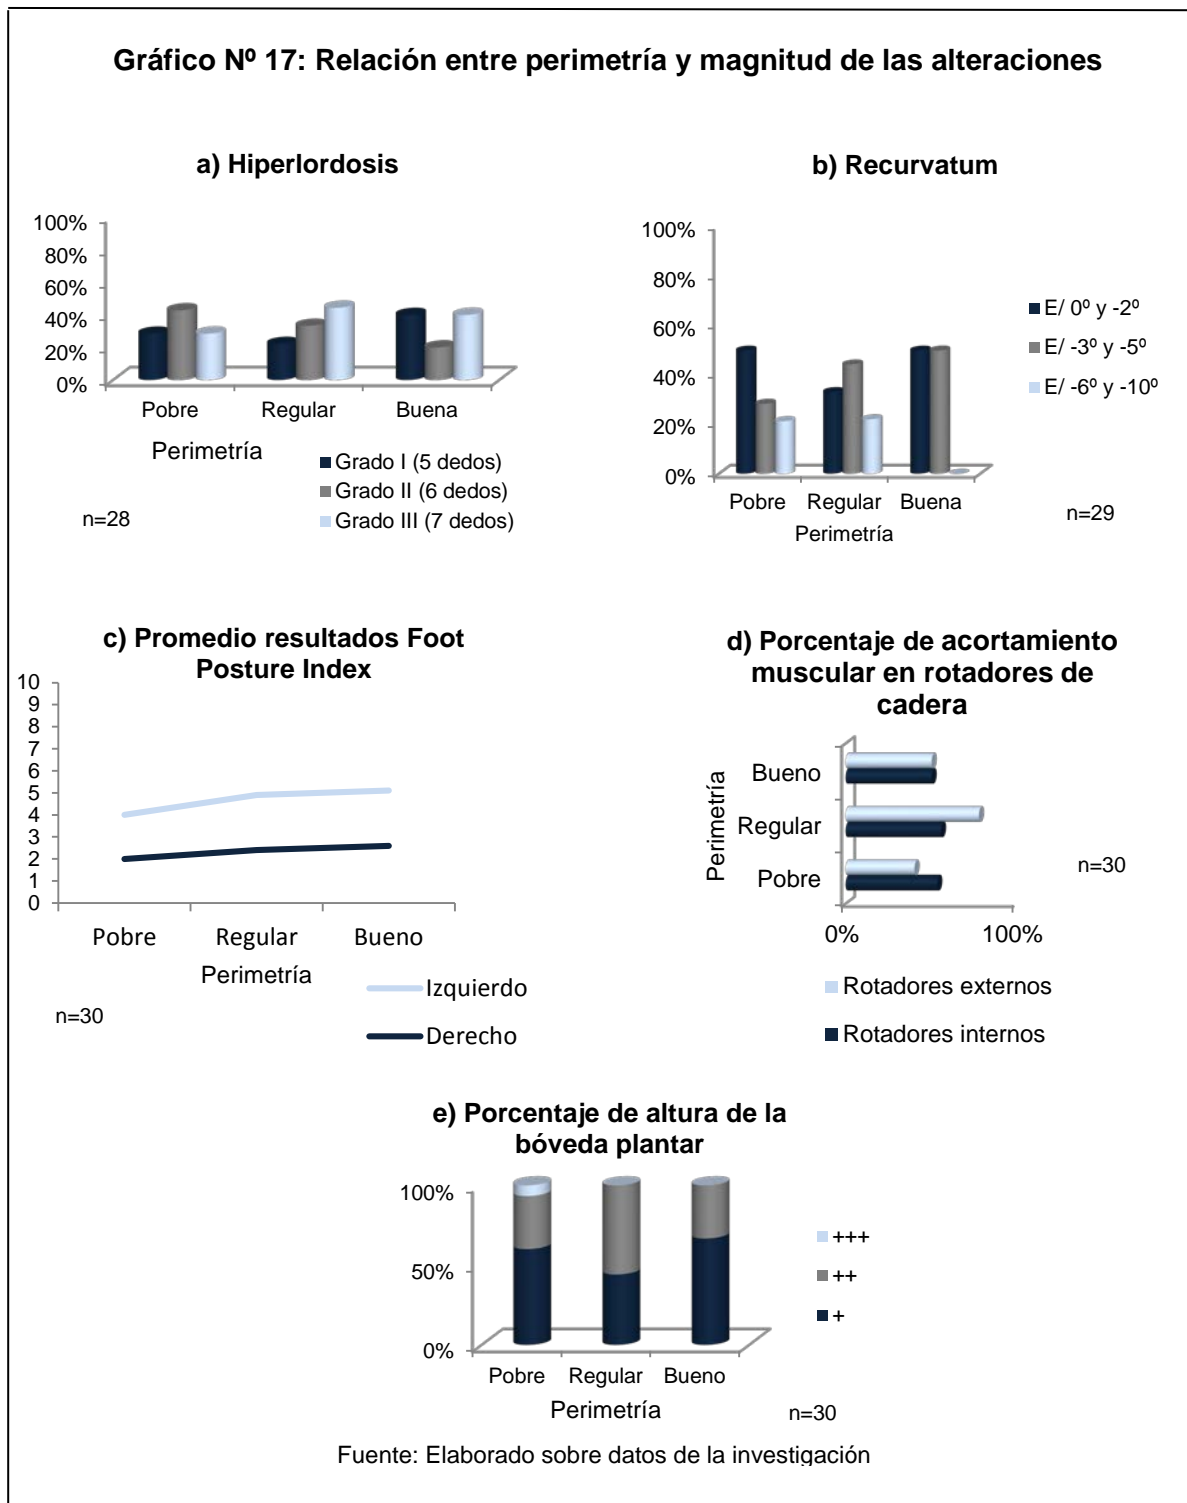 Gráfico Nº 17: Relación entre perimetría y magnitud de las alteraciones
a) Hiperlordosis
100%
80%
60%
40%
20%
0%
Pobre Regular Buena
Perimetría
Grado I (5 dedos)
Grado II (6 dedos)
Grado III (7 dedos)
n=28
b) Recurvatum
100%
80%
60%
40%
20%
0%
Pobre Regular Buena
Perimetría
E/ 0º y -2º
E/ -3º y -5º
E/ -6º y -10º
n=29
c) Promedio resultados Foot
Posture Index
10
9
8
7
6
5
4
3
2
1
0
Pobre Regular Bueno
Perimetría
Izquierdo
Derecho
n=30
d) Porcentaje de acortamiento
muscular en rotadores de
cadera
Perimetría
Bueno
Regular
Pobre
0% 100%
n=30
Rotadores externos
Rotadores internos
e) Porcentaje de altura de la
bóveda plantar
100%
50%
0%
Pobre Regular Bueno
Perimetría
+++
++
+
n=30
Fuente: Elaborado sobre datos de la investigación